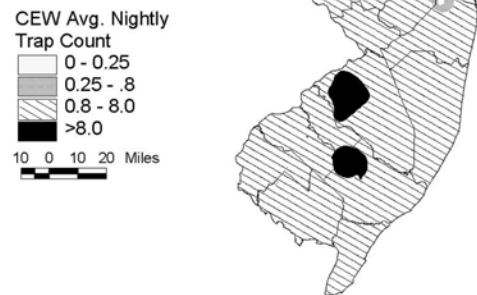 CEW Avg. Nightly
Trap Count
0 - 0.25
0.25 - .8
0.8 - 8.0
>8.0
10 0 10 20 Miles